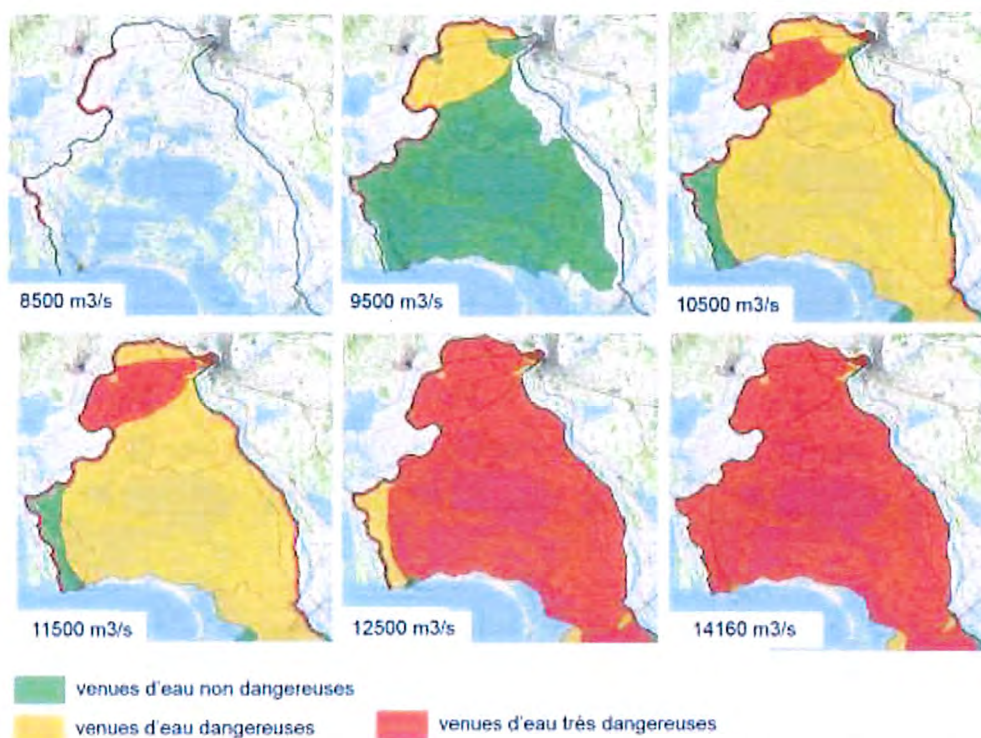 8500 m3/s
9500 m3/s
10500 m3/s
11500 m3/s
12500 m3/s
14160 m3/s
venues d'eau non dangereuses
venues d'eau dangereuses
venues d'eau très dangereuses